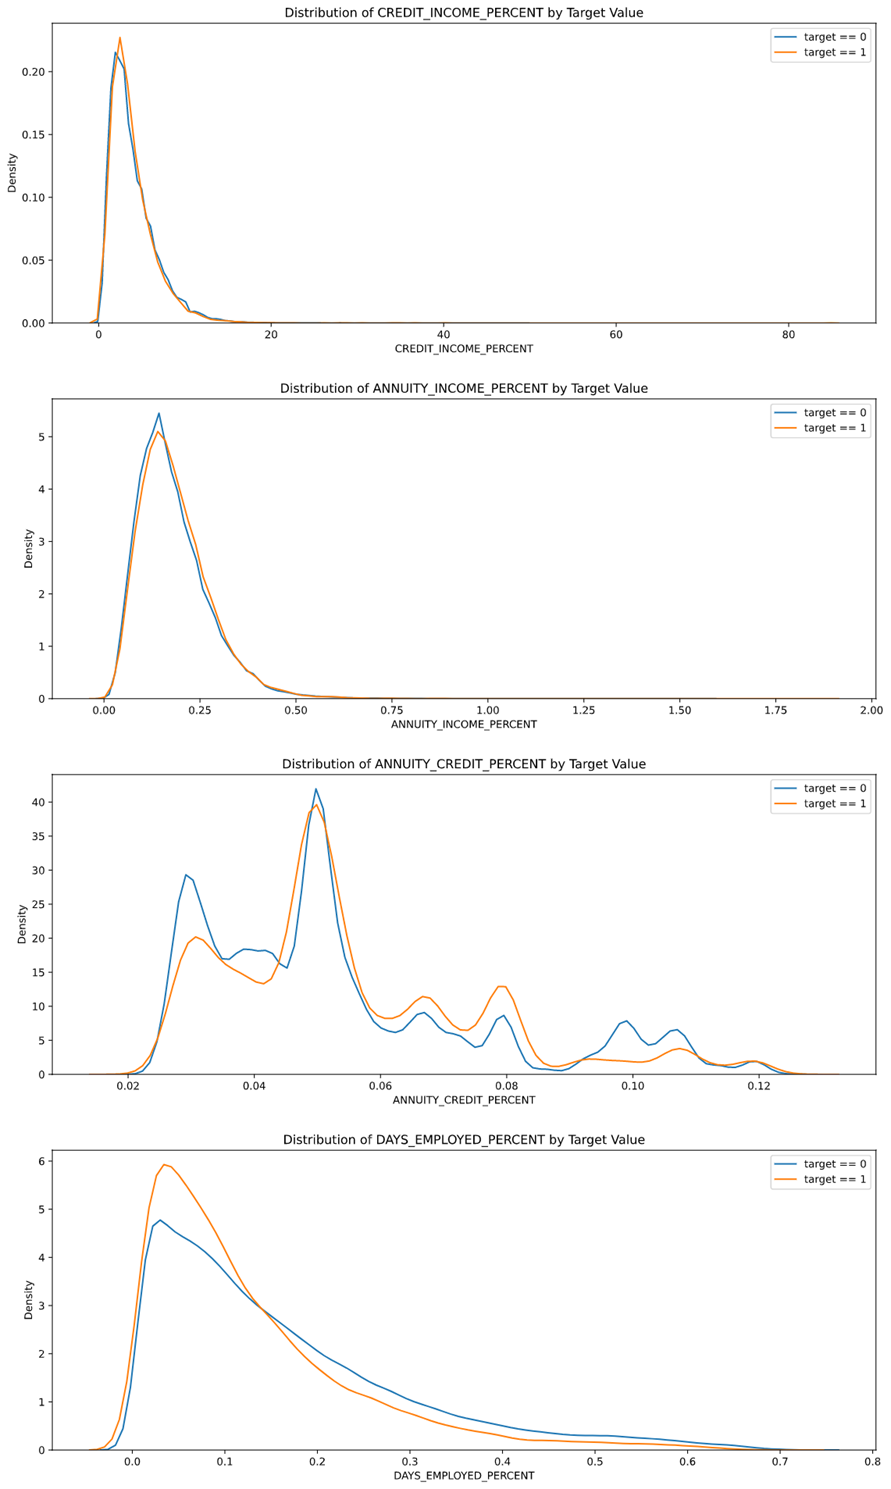 Distribution of CREDIT_INCOME_PERCENT by Target Value
target == 0
target == 1
0.20
0.15
0.10
0.05
0.00
Density
0 20 40 60 80
CREDIT_INCOME_PERCENT
Distribution of ANNUITY_INCOME_PERCENT by Target Value
target == 0
target == 1
5
4
3
2
1
0
Density
0.00 0.25 0.50 0.75 1.00 1.25 1.50 1.75 2.00
ANNUITY_INCOME_PERCENT
Distribution of ANNUITY_CREDIT_PERCENT by Target Value
target == 0
target == 1
40
35
30
25
20
15
10
5
0
Density
0.02 0.04 0.06 0.08 0.10 0.12
ANNUITY_CREDIT_PERCENT
Distribution of DAYS_EMPLOYED_PERCENT by Target Value
target == 0
target == 1
6
5
4
3
2
1
0
Density
0.0 0.1 0.2 0.3 0.4 0.5 0.6 0.7 0.8
DAYS_EMPLOYED_PERCENT